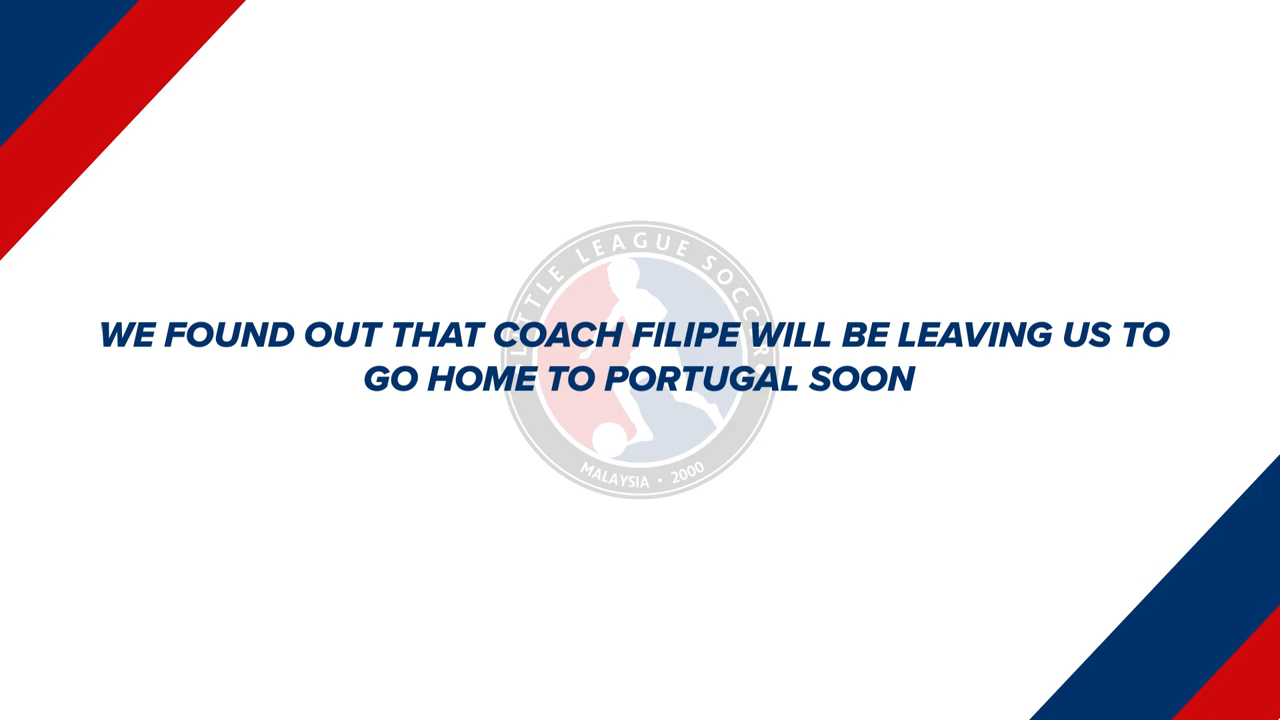 LITTLE LEAGUE SOCCER
WE FOUND OUT THAT COACH FILIPE WILL BE LEAVING US TO
GO HOME TO PORTUGAL SOON
MALAYSIA • 2000